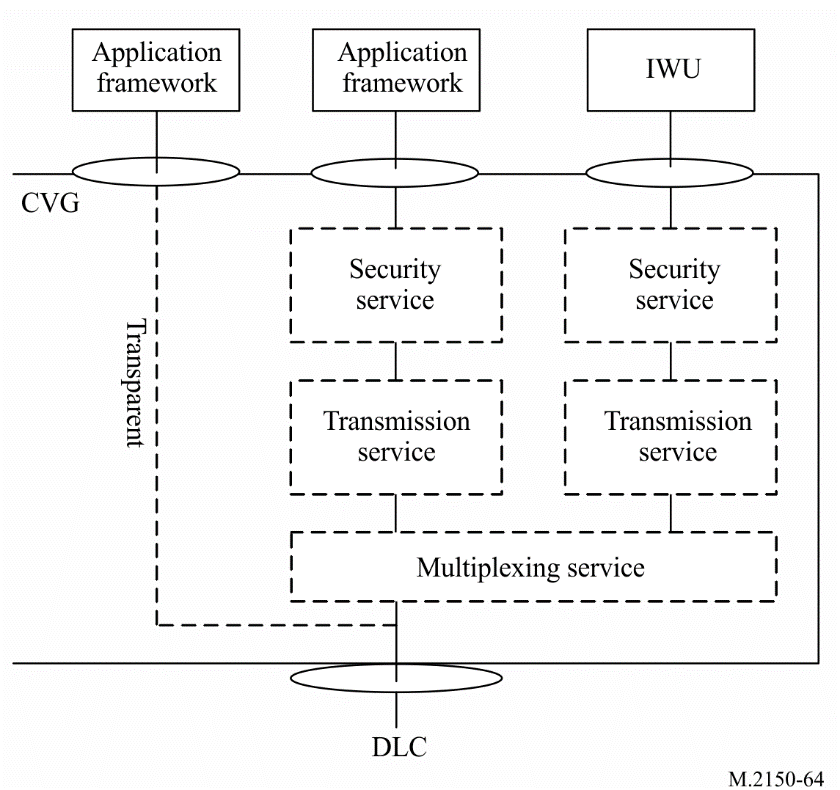 Application
framework
Application
framework
IWU
CVG
Security
service
Security
service
Transparent
Transmission
service
Transmission
service
Multiplexing service
DLC
M.2150-64